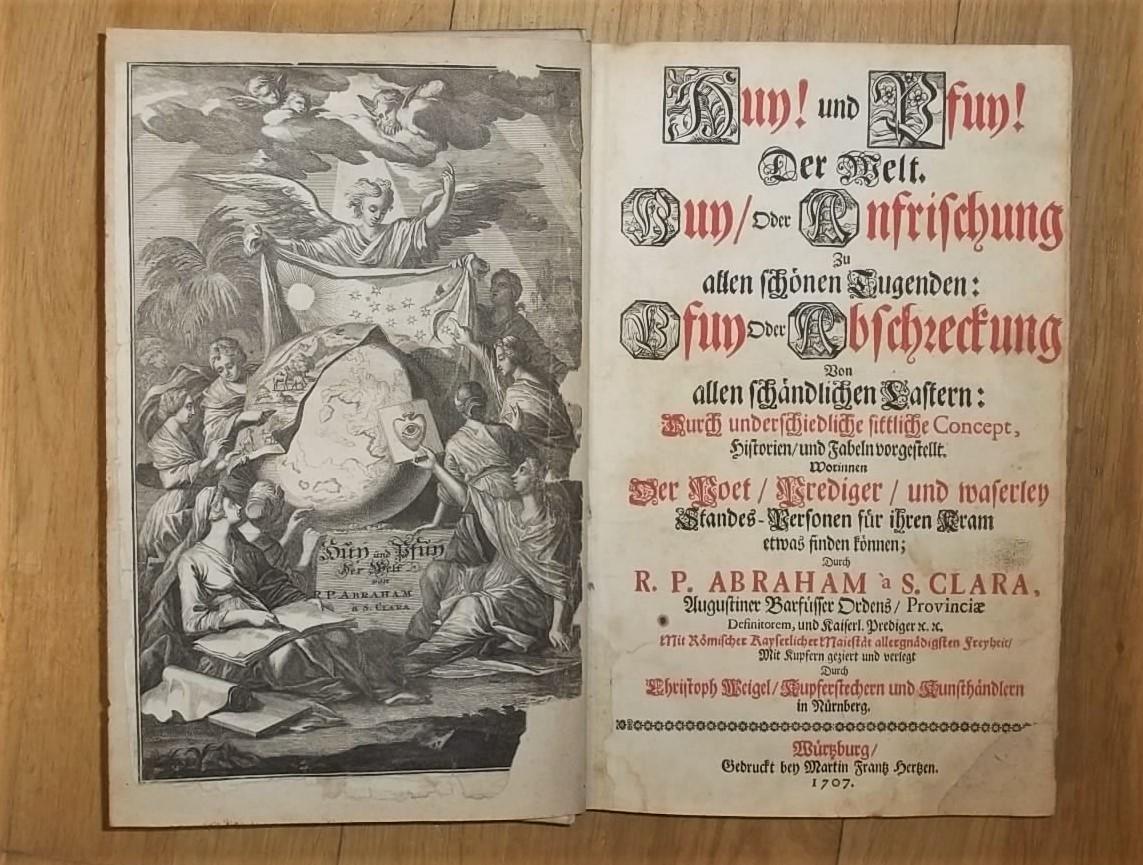 Hüy und Pfuy
der Welt
von
R.P. ABRAHAM
à S. CLARA
Huy! und Pfuy!
Der Welt.
Huy/ Oder Anfrischung
Zu
allen schönen Tugenden:
Pfuy Oder Abschreckung
Von
allen schändlichen Lastern:
Durch underschiedliche sittliche Concept,
Historien/ und Fabeln vorgestellt.
Worinnen
Der Poet / Prediger / und waserley
Standes-Personen für ihren Kram
etwas finden können;
Durch
R. P. ABRAHAM à S. CLARA,
Augustiner Barfüsser Ordens/ Provinciæ
Definitorem, und Kaiserl. Prediger ꝛc. ꝛc.
Mit Römischer Kayserlicher Maiestät allergnädigsten Freyheit/
Mit Kupfern geziert und verlegt
Durch
Christoph Weigel/ Kupferstechern und Kunsthändlern
in Nürnberg.
Würtzburg/
Gedruckt bey Martin Frantz Hertzen.
1707.